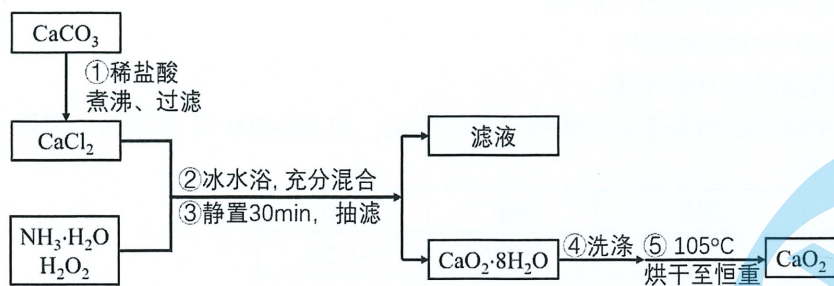 CaCO₃
①稀盐酸
煮沸、过滤
CaCl₂
NH₃·H₂O
H₂O₂
②冰水浴, 充分混合
③静置30min, 抽滤
滤液
CaO₂·8H₂O
④洗涤
⑤ 105°C
烘干至恒重
CaO₂